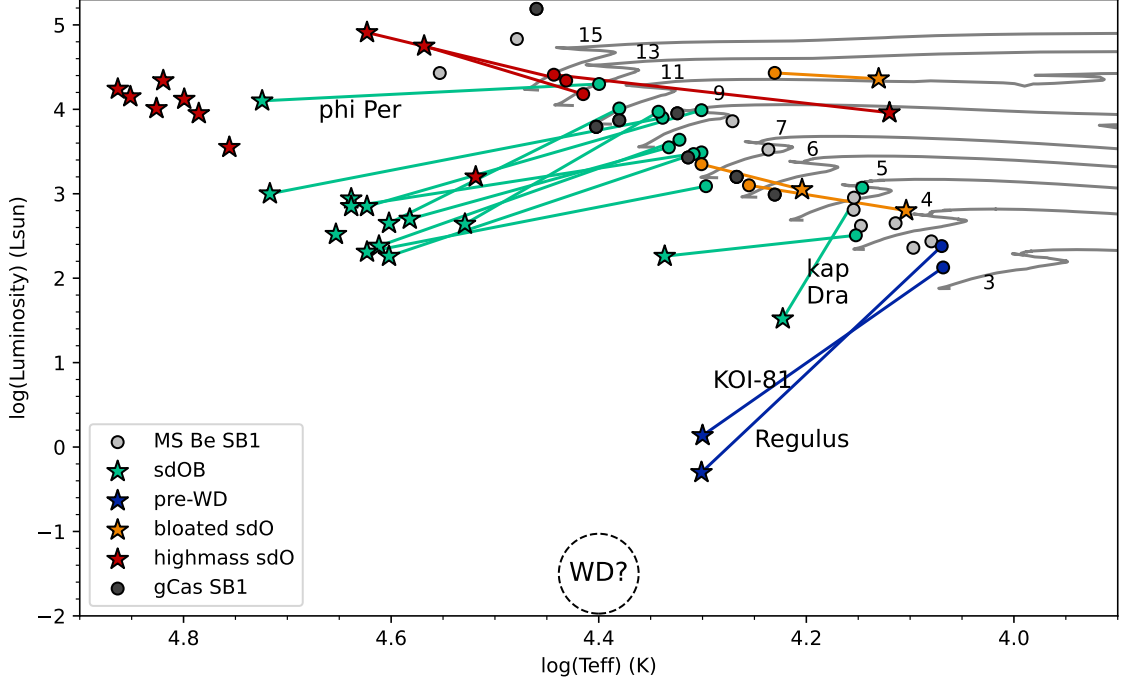 5
4
3
2
1
0
−1
−2
log(Luminosity) (Lsun)
15
13
11
9
7
6
5
4
3
phi Per
kap
Dra
KOI-81
Regulus
WD?
MS Be SB1
sdOB
pre-WD
bloated sdO
highmass sdO
gCas SB1
4.8
4.6
4.4
4.2
4.0
log(Teff) (K)